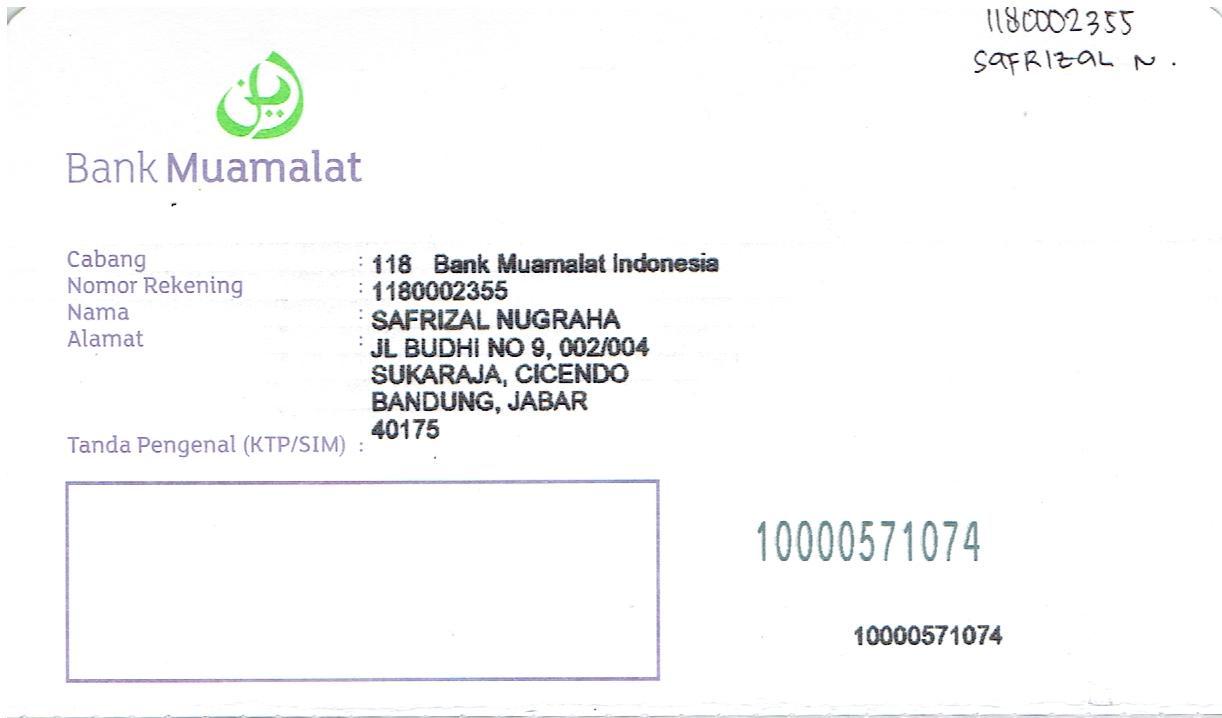 1180002355
SAFRIZAL N.
Bank Muamalat
Cabang : 118 Bank Muamalat Indonesia
Nomor Rekening : 1180002355
Nama : SAFRIZAL NUGRAHA
Alamat : JL BUDHI NO 9, 002/004
SUKARAJA, CICENDO
BANDUNG, JABAR
40175
Tanda Pengenal (KTP/SIM) :
10000571074
10000571074